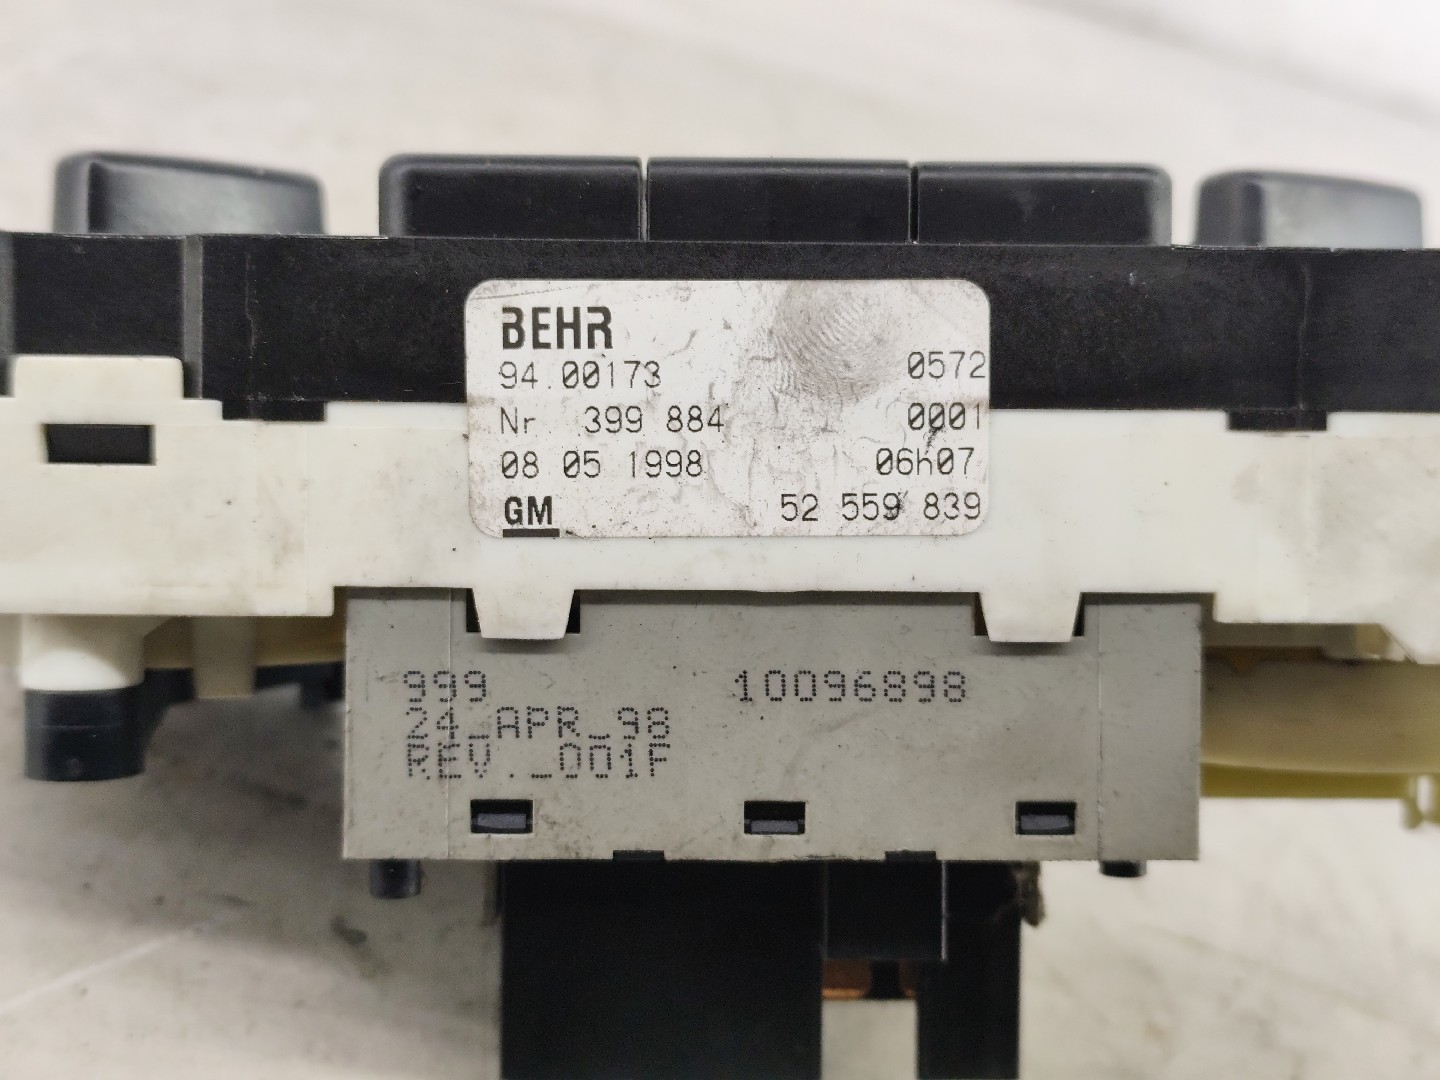 BEHR
94.00173 0572
Nr 399 884 0001
08 05 1998 06h07
GM 52 559 839
999 10096898
24_APR_98
REV._001F